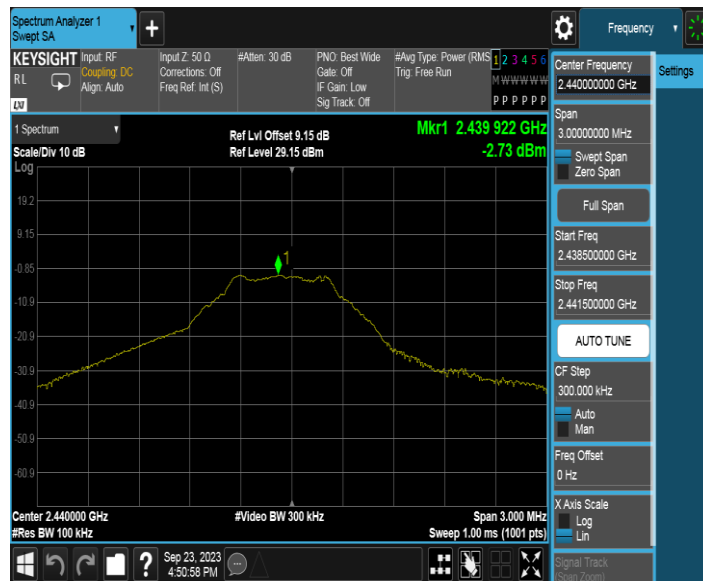 Spectrum Analyzer 1
Swept SA
Frequency
KEYSIGHT
RL
LXI
Input: RF
Coupling: DC
Align: Auto
Input Z: 50 Ω
Corrections: Off
Freq Ref: Int (S)
#Atten: 30 dB
PNO: Best Wide
Gate: Off
IF Gain: Low
Sig Track: Off
#Avg Type: Power (RMS
Trig: Free Run
1 2 3 4 5 6
M W W W W W
P P P P P P
1 Spectrum
Scale/Div 10 dB
Ref Lvl Offset 9.15 dB
Ref Level 29.15 dBm
Mkr1 2.439 922 GHz
-2.73 dBm
Log
19.2
9.15
-0.85
-10.9
-20.9
-30.9
-40.9
-50.9
-60.9
1
Center 2.440000 GHz
#Res BW 100 kHz
#Video BW 300 kHz
Span 3.000 MHz
Sweep 1.00 ms (1001 pts)
Sep 23, 2023
4:50:58 PM
Center Frequency
2.440000000 GHz
Span
3.00000000 MHz
Swept Span
Zero Span
Full Span
Start Freq
2.438500000 GHz
Stop Freq
2.441500000 GHz
AUTO TUNE
CF Step
300.000 kHz
Auto
Man
Freq Offset
0 Hz
X Axis Scale
Log
Lin
Signal Track
(Span Zoom)
Settings